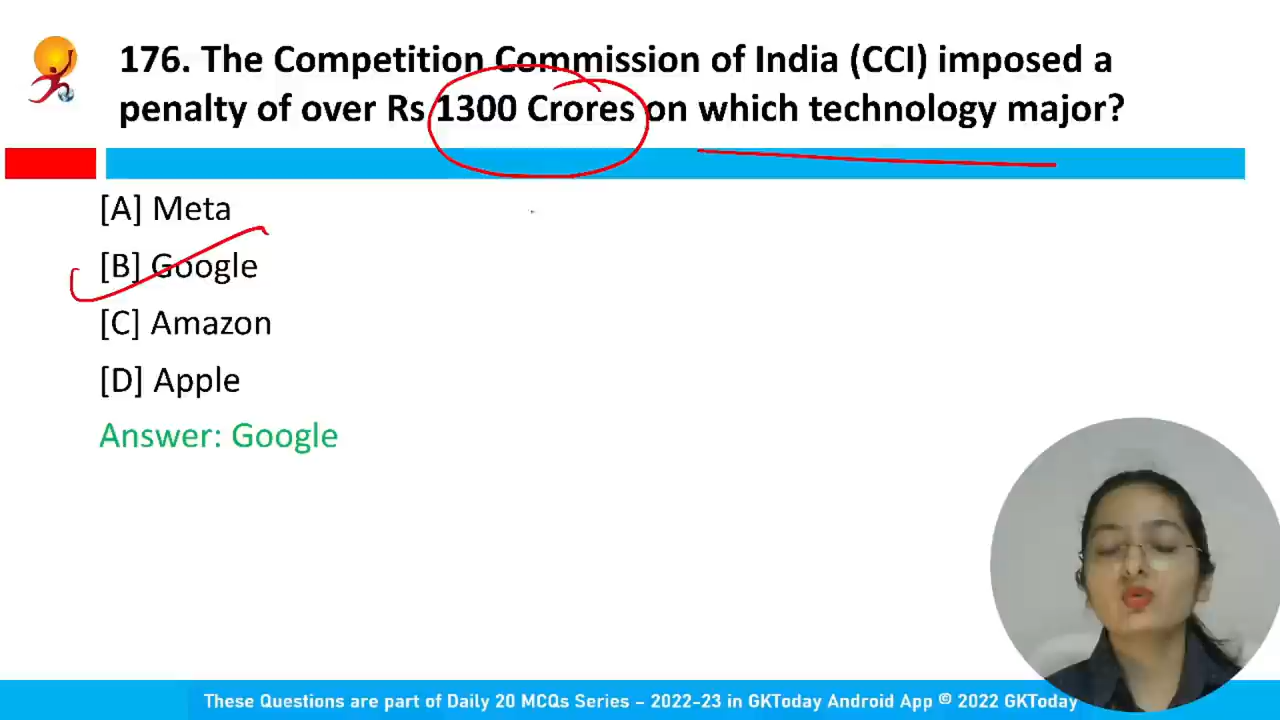 176. The Competition Commission of India (CCI) imposed a
penalty of over Rs 1300 Crores on which technology major?
[A] Meta
[B] Google
[C] Amazon
[D] Apple
Answer: Google
These Questions are part of Daily 20 MCQs Series – 2022-23 in GKToday Android App © 2022 GKToday